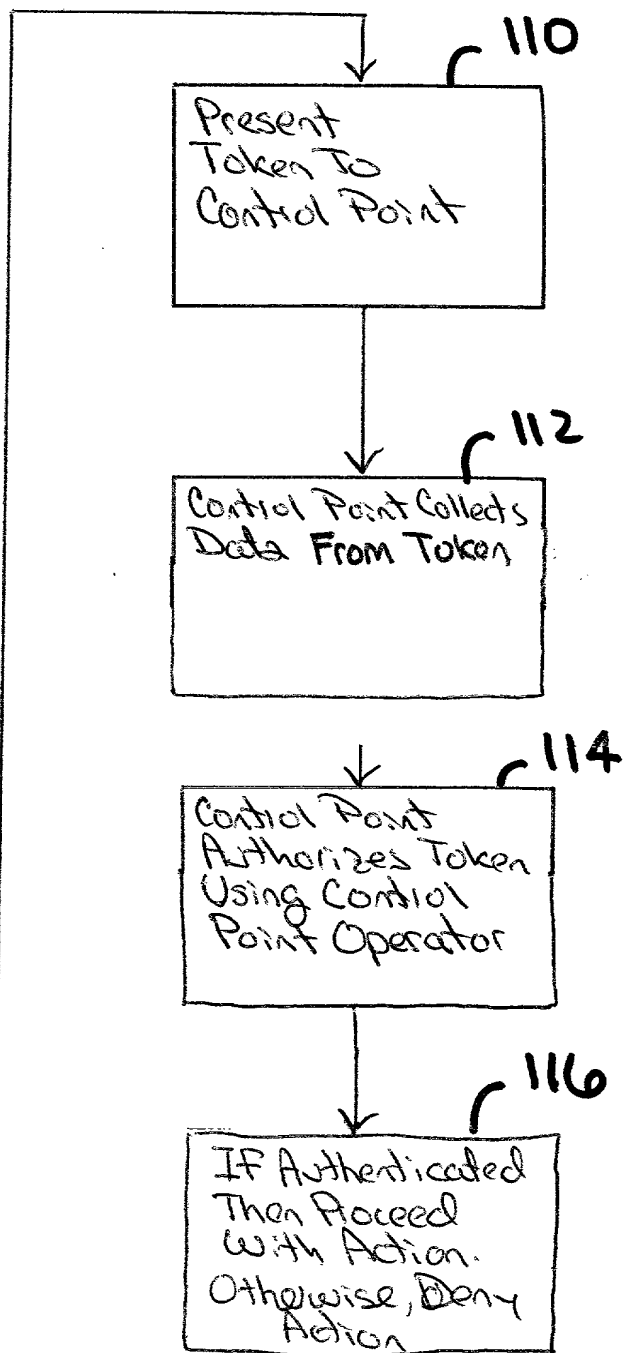 110
Present
Token To
Control Point
112
Control Point Collects
Data From Token
114
Control Point
Authorizes Token
Using Control
Point Operator
116
If Authenticated
Then Proceed
With Action.
Otherwise, Deny
Action